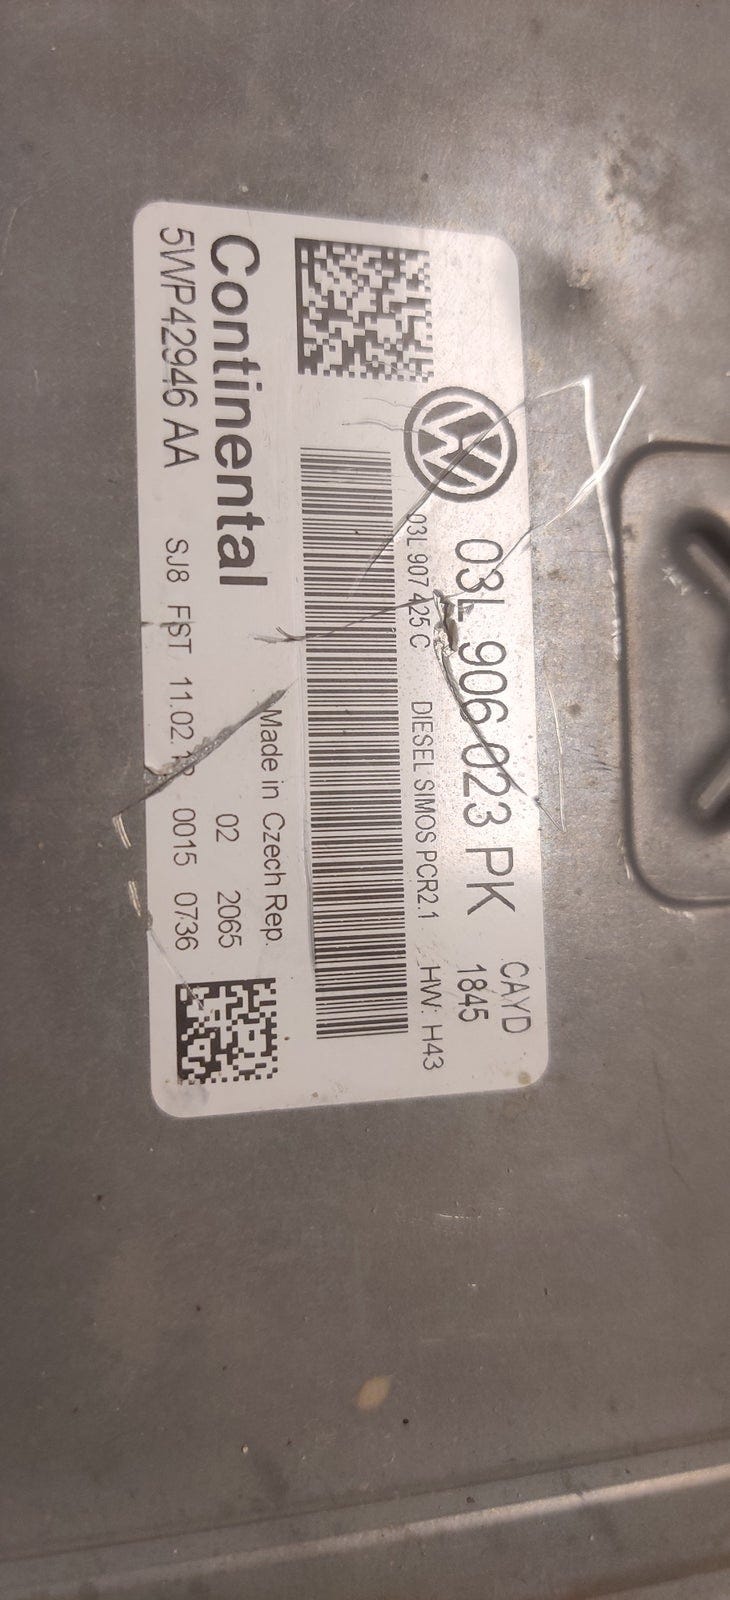 03L 906 023 PK
CAYD
1845
03L 907 425 C DIESEL SIMOS PCR2.1 HW: H43
Continental
Made in Czech Rep.
02 2065
5WP42946 AA SJ8 FST 0015 0736